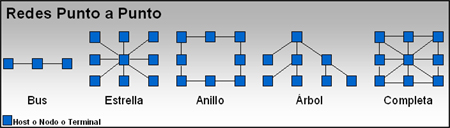 Redes Punto a Punto
Bus Estrella Anillo Árbol Completa
Host o Nodo o Terminal